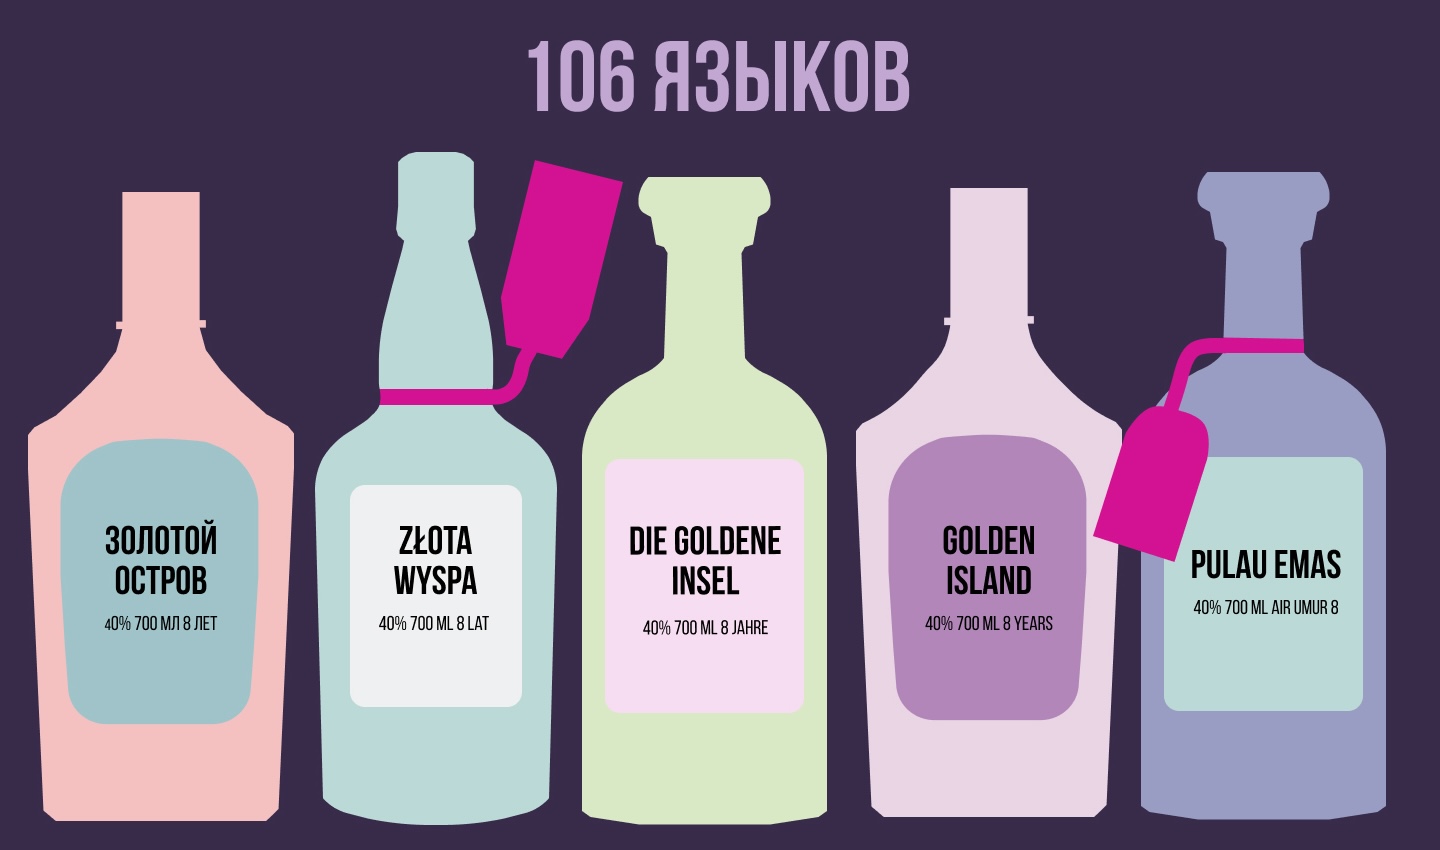 106 ЯЗЫКОВ
ЗОЛОТОЙ
ОСТРОВ
40% 700 МЛ 8 ЛЕТ
ZŁOTA
WYSPA
40% 700 ML 8 LAT
DIE GOLDENE
INSEL
40% 700 ML 8 JAHRE
GOLDEN
ISLAND
40% 700 ML 8 YEARS
PULAU EMAS
40% 700 ML AIR UMUR 8